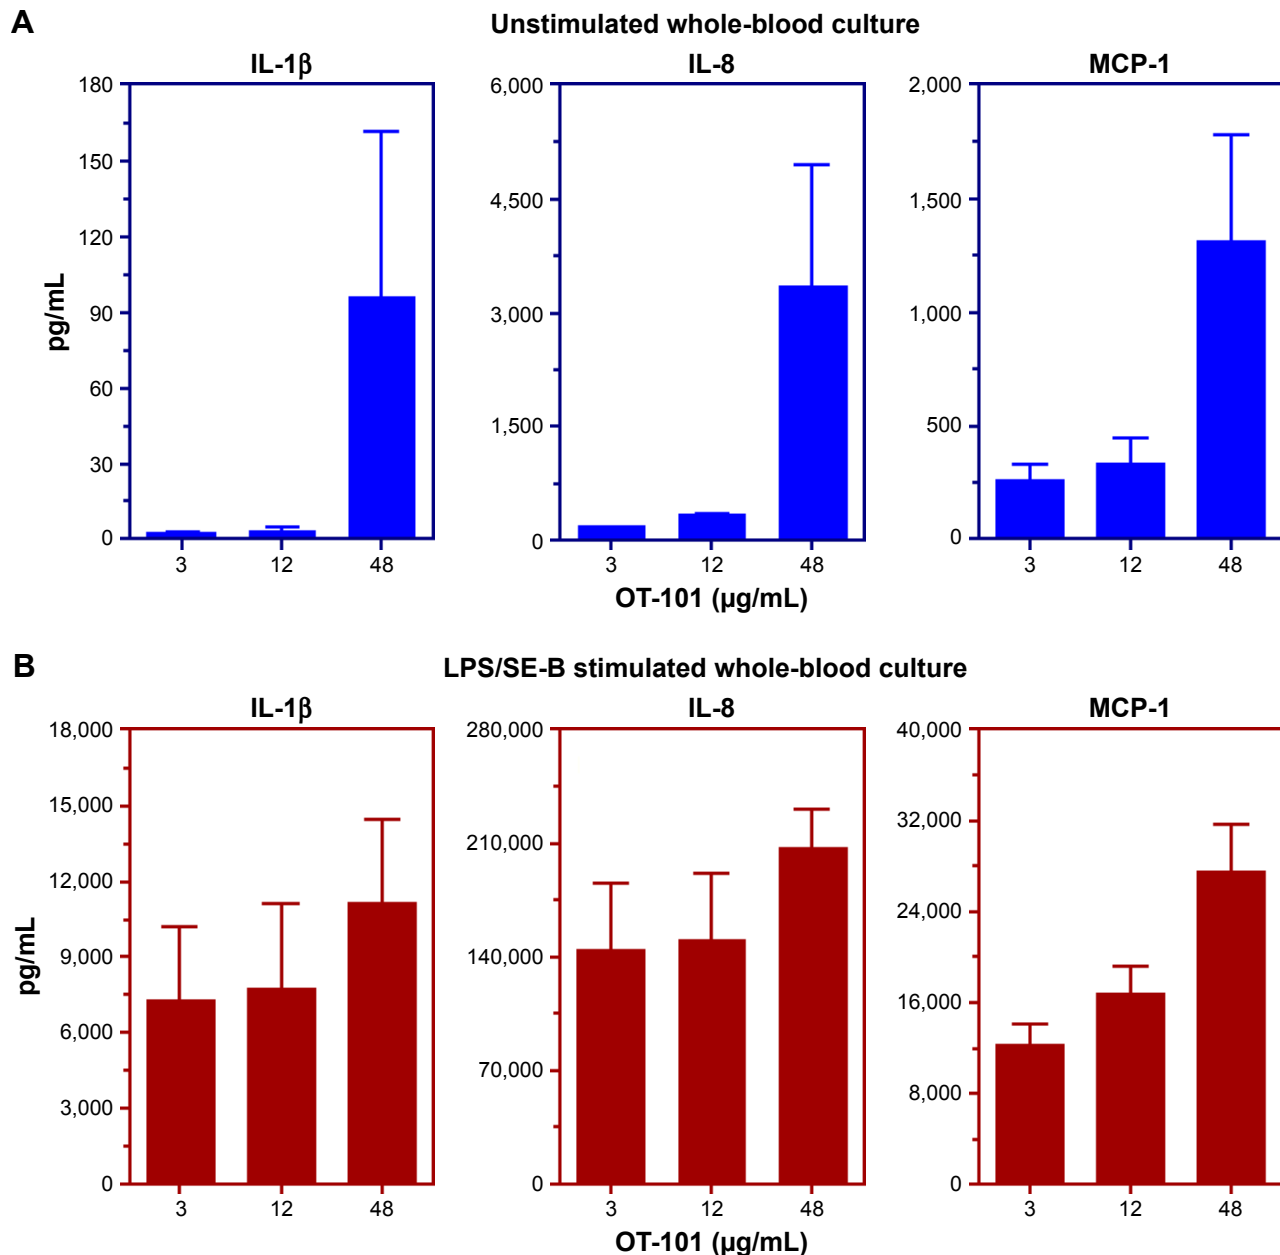 A
Unstimulated whole-blood culture
IL-1β
IL-8
MCP-1
pg/mL
180
150
120
90
60
30
0
3 12 48
6,000
4,500
3,000
1,500
0
3 12 48
2,000
1,500
1,000
500
0
3 12 48
OT-101 (µg/mL)
B
LPS/SE-B stimulated whole-blood culture
IL-1β
IL-8
MCP-1
pg/mL
18,000
15,000
12,000
9,000
6,000
3,000
0
3 12 48
280,000
210,000
140,000
70,000
0
3 12 48
40,000
32,000
24,000
16,000
8,000
0
3 12 48
OT-101 (µg/mL)